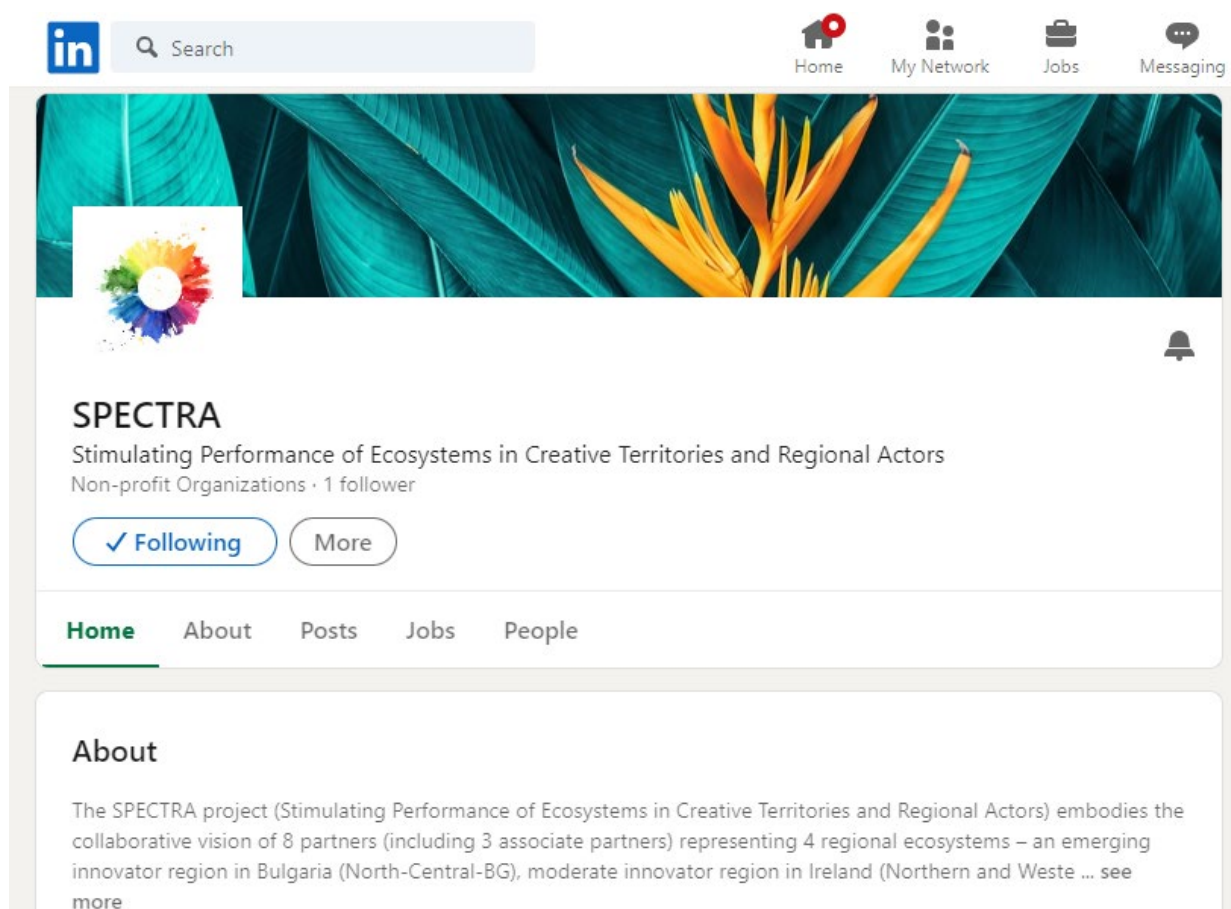 in
Search
Home
My Network
Jobs
Messaging
SPECTRA
Stimulating Performance of Ecosystems in Creative Territories and Regional Actors
Non-profit Organizations · 1 follower
✓ Following
More
Home
About
Posts
Jobs
People
About
The SPECTRA project (Stimulating Performance of Ecosystems in Creative Territories and Regional Actors) embodies the
collaborative vision of 8 partners (including 3 associate partners) representing 4 regional ecosystems – an emerging
innovator region in Bulgaria (North-Central-BG), moderate innovator region in Ireland (Northern and Weste ... see
more